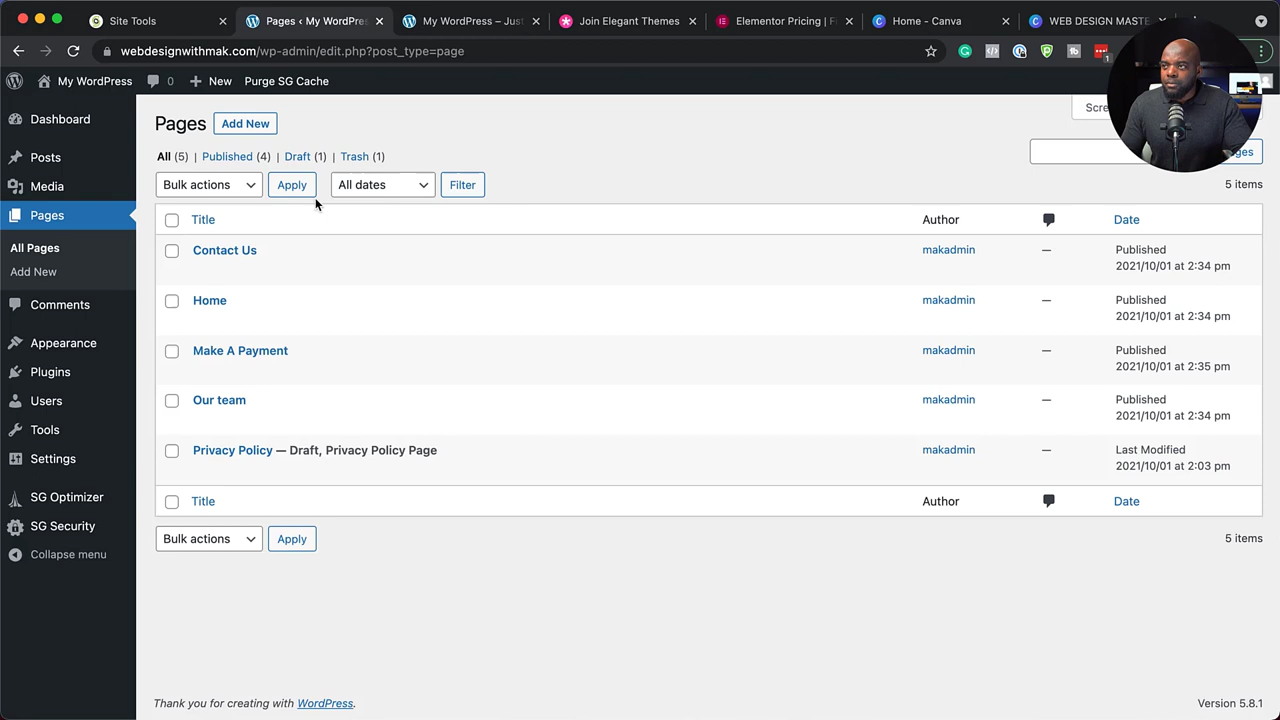 Site Tools
Pages ‹ My WordPres
My WordPress – Just
Join Elegant Themes
Elementor Pricing | Fi
Home - Canva
WEB DESIGN MASTE
webdesignwithmak.com/wp-admin/edit.php?post_type=page
1
My WordPress 0 New Purge SG Cache
Dashboard
Posts
Media
Pages
All Pages
Add New
Comments
Appearance
Plugins
Users
Tools
Settings
SG Optimizer
SG Security
Collapse menu
Pages Add New
Scre
All (5) | Published (4) | Draft (1) | Trash (1)
ges
Bulk actions Apply All dates Filter
5 items
Title Author Date
Contact Us makadmin — Published
2021/10/01 at 2:34 pm
Home makadmin — Published
2021/10/01 at 2:34 pm
Make A Payment makadmin — Published
2021/10/01 at 2:35 pm
Our team makadmin — Published
2021/10/01 at 2:34 pm
Privacy Policy — Draft, Privacy Policy Page makadmin — Last Modified
2021/10/01 at 2:03 pm
Title Author Date
Bulk actions Apply
5 items
Thank you for creating with WordPress.
Version 5.8.1